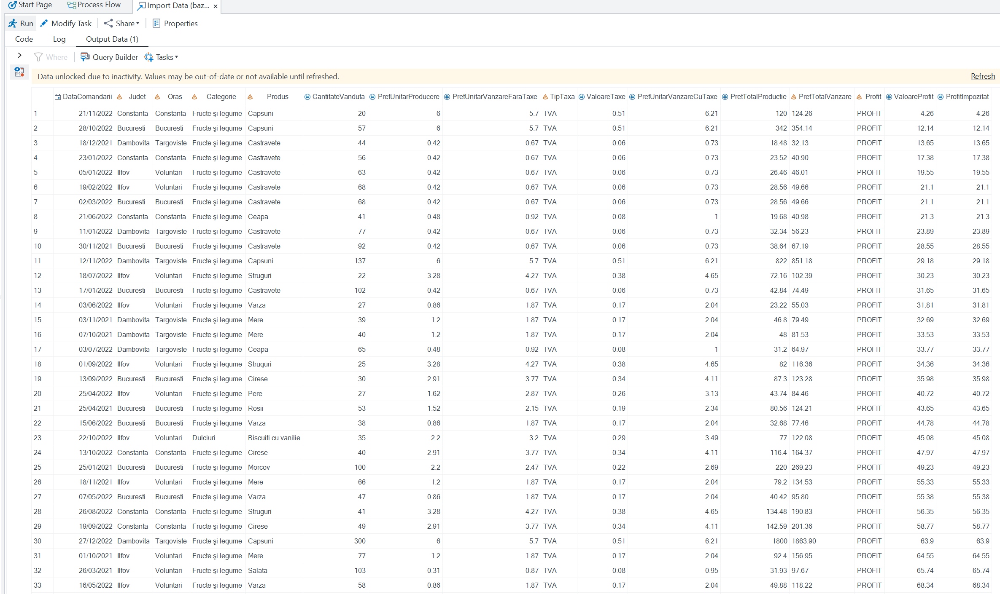 Start Page Process Flow Import Data (baz... ×
Run Modify Task Share Properties
Code Log Output Data (1)
Where Query Builder Tasks
Data unlocked due to inactivity. Values may be out-of-date or not available until refreshed. Refresh
DataComandarii Judet Oras Categorie Produs CantitateVanduta PretUnitarProducere PretUnitarVanzareFaraTaxe TipTaxa ValoareTaxe PretUnitarVanzareCuTaxe PretTotalProductie PretTotalVanzare Profit ValoareProfit ProfitImpozitat
1 21/11/2022 Constanta Constanta Fructe și legume Capsuni 20 6 5.7 TVA 0.51 6.21 120 124.26 PROFIT 4.26 4.26
2 28/10/2022 Bucuresti Bucuresti Fructe și legume Capsuni 57 6 5.7 TVA 0.51 6.21 342 354.14 PROFIT 12.14 12.14
3 18/12/2021 Dambovita Targoviste Fructe și legume Castravete 44 0.42 0.67 TVA 0.06 0.73 18.48 32.13 PROFIT 13.65 13.65
4 23/01/2022 Constanta Constanta Fructe și legume Castravete 56 0.42 0.67 TVA 0.06 0.73 23.52 40.90 PROFIT 17.38 17.38
5 05/01/2022 Ilfov Voluntari Fructe și legume Castravete 63 0.42 0.67 TVA 0.06 0.73 26.46 46.01 PROFIT 19.55 19.55
6 19/02/2022 Ilfov Voluntari Fructe și legume Castravete 68 0.42 0.67 TVA 0.06 0.73 28.56 49.66 PROFIT 21.1 21.1
7 02/03/2022 Bucuresti Bucuresti Fructe și legume Castravete 68 0.42 0.67 TVA 0.06 0.73 28.56 49.66 PROFIT 21.1 21.1
8 21/06/2022 Constanta Constanta Fructe și legume Ceapa 41 0.48 0.92 TVA 0.08 1 19.68 40.98 PROFIT 21.3 21.3
9 11/01/2022 Dambovita Targoviste Fructe și legume Castravete 77 0.42 0.67 TVA 0.06 0.73 32.34 56.23 PROFIT 23.89 23.89
10 30/11/2021 Bucuresti Bucuresti Fructe și legume Castravete 92 0.42 0.67 TVA 0.06 0.73 38.64 67.19 PROFIT 28.55 28.55
11 12/11/2022 Dambovita Targoviste Fructe și legume Capsuni 137 6 5.7 TVA 0.51 6.21 822 851.18 PROFIT 29.18 29.18
12 18/07/2022 Ilfov Voluntari Fructe și legume Struguri 22 3.28 4.27 TVA 0.38 4.65 72.16 102.39 PROFIT 30.23 30.23
13 17/01/2022 Bucuresti Bucuresti Fructe și legume Castravete 102 0.42 0.67 TVA 0.06 0.73 42.84 74.49 PROFIT 31.65 31.65
14 03/06/2022 Ilfov Voluntari Fructe și legume Varza 27 0.86 1.87 TVA 0.17 2.04 23.22 55.03 PROFIT 31.81 31.81
15 03/11/2021 Dambovita Targoviste Fructe și legume Mere 39 1.2 1.87 TVA 0.17 2.04 46.8 79.49 PROFIT 32.69 32.69
16 07/10/2021 Dambovita Targoviste Fructe și legume Mere 40 1.2 1.87 TVA 0.17 2.04 48 81.53 PROFIT 33.53 33.53
17 03/07/2022 Dambovita Targoviste Fructe și legume Ceapa 65 0.48 0.92 TVA 0.08 1 31.2 64.97 PROFIT 33.77 33.77
18 01/09/2022 Ilfov Voluntari Fructe și legume Struguri 25 3.28 4.27 TVA 0.38 4.65 82 116.36 PROFIT 34.36 34.36
19 13/09/2022 Bucuresti Bucuresti Fructe și legume Cirese 30 2.91 3.77 TVA 0.34 4.11 87.3 123.28 PROFIT 35.98 35.98
20 25/04/2022 Ilfov Voluntari Fructe și legume Pere 27 1.62 2.87 TVA 0.26 3.13 43.74 84.46 PROFIT 40.72 40.72
21 25/04/2021 Bucuresti Bucuresti Fructe și legume Rosii 53 1.52 2.15 TVA 0.19 2.34 80.56 124.21 PROFIT 43.65 43.65
22 15/06/2022 Bucuresti Bucuresti Fructe și legume Varza 38 0.86 1.87 TVA 0.17 2.04 32.68 77.46 PROFIT 44.78 44.78
23 22/10/2022 Ilfov Voluntari Dulciuri Biscuiti cu vanilie 35 2.2 3.2 TVA 0.29 3.49 77 122.08 PROFIT 45.08 45.08
24 13/10/2022 Constanta Constanta Fructe și legume Cirese 40 2.91 3.77 TVA 0.34 4.11 116.4 164.37 PROFIT 47.97 47.97
25 25/01/2021 Bucuresti Bucuresti Fructe și legume Morcov 100 2.2 2.47 TVA 0.22 2.69 220 269.23 PROFIT 49.23 49.23
26 18/11/2021 Ilfov Voluntari Fructe și legume Mere 66 1.2 1.87 TVA 0.17 2.04 79.2 134.53 PROFIT 55.33 55.33
27 07/05/2022 Bucuresti Bucuresti Fructe și legume Varza 47 0.86 1.87 TVA 0.17 2.04 40.42 95.80 PROFIT 55.38 55.38
28 26/08/2022 Constanta Constanta Fructe și legume Struguri 41 3.28 4.27 TVA 0.38 4.65 134.48 190.83 PROFIT 56.35 56.35
29 19/09/2022 Constanta Constanta Fructe și legume Cirese 49 2.91 3.77 TVA 0.34 4.11 142.59 201.36 PROFIT 58.77 58.77
30 27/12/2022 Dambovita Targoviste Fructe și legume Capsuni 300 6 5.7 TVA 0.51 6.21 1800 1863.90 PROFIT 63.9 63.9
31 01/10/2021 Ilfov Voluntari Fructe și legume Mere 77 1.2 1.87 TVA 0.17 2.04 92.4 156.95 PROFIT 64.55 64.55
32 26/03/2021 Ilfov Voluntari Fructe și legume Salata 103 0.31 0.87 TVA 0.08 0.95 31.93 97.67 PROFIT 65.74 65.74
33 16/05/2022 Ilfov Voluntari Fructe și legume Varza 58 0.86 1.87 TVA 0.17 2.04 49.88 118.22 PROFIT 68.34 68.34